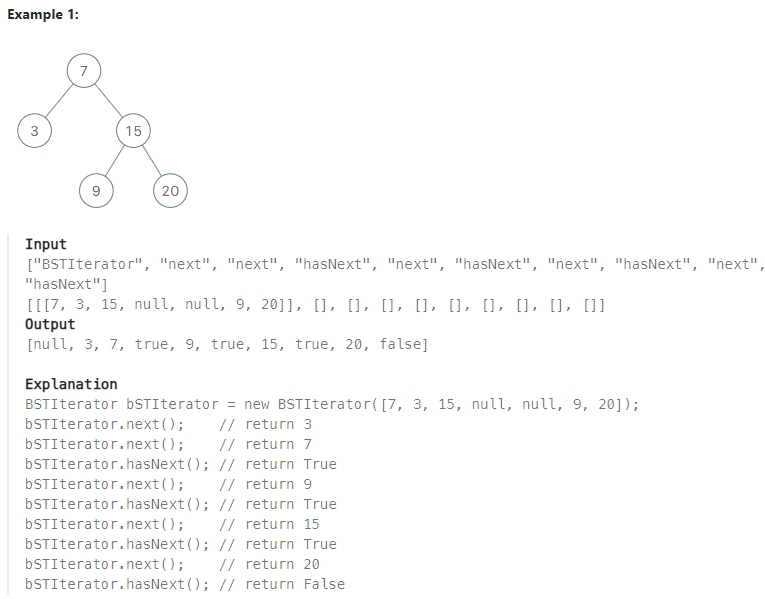 Example 1:
7
3
15
9
20
Input
["BSTIterator", "next", "next", "hasNext", "next", "hasNext", "next", "hasNext", "next",
"hasNext"]
[[[7, 3, 15, null, null, 9, 20]], [], [], [], [], [], [], [], [], []]
Output
[null, 3, 7, true, 9, true, 15, true, 20, false]
Explanation
BSTIterator bSTIterator = new BSTIterator([7, 3, 15, null, null, 9, 20]);
bSTIterator.next();    // return 3
bSTIterator.next();    // return 7
bSTIterator.hasNext(); // return True
bSTIterator.next();    // return 9
bSTIterator.hasNext(); // return True
bSTIterator.next();    // return 15
bSTIterator.hasNext(); // return True
bSTIterator.next();    // return 20
bSTIterator.hasNext(); // return False